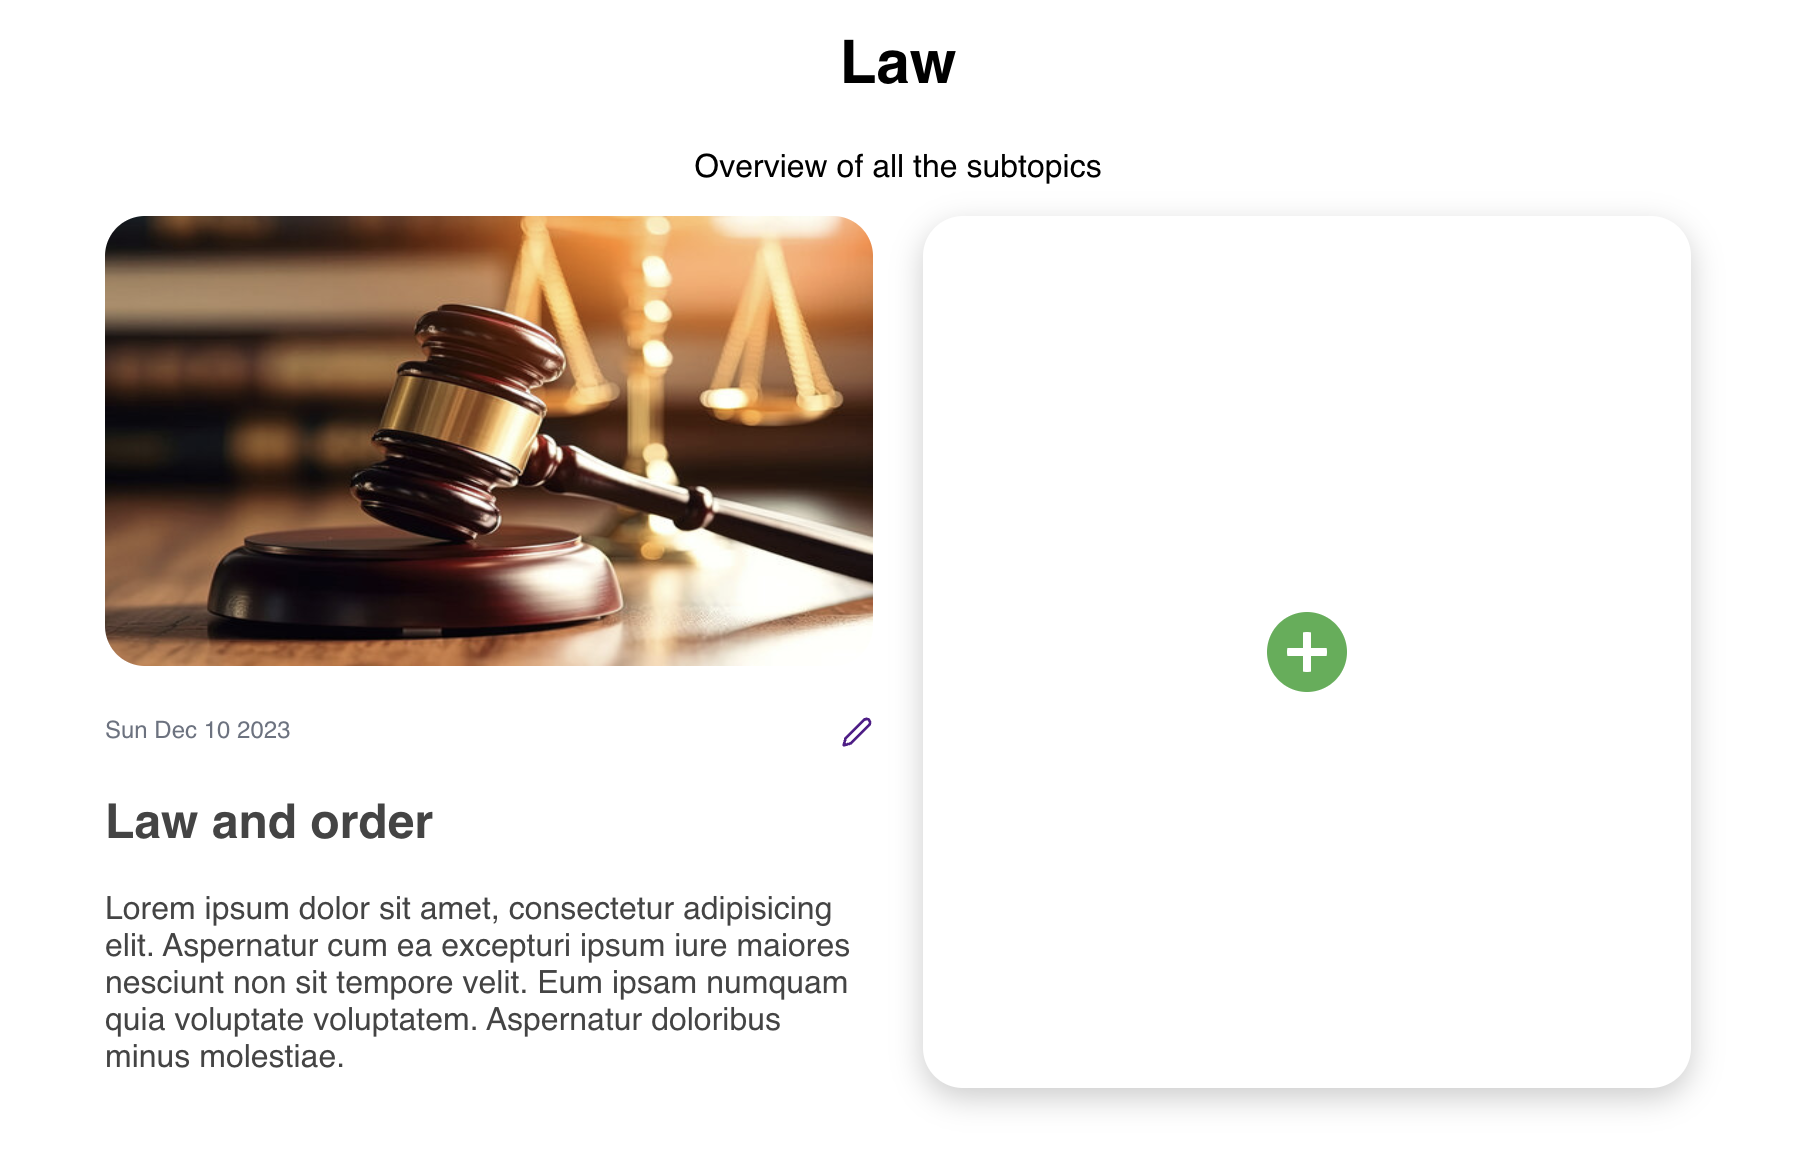 Law
Overview of all the subtopics
Sun Dec 10 2023
Law and order
Lorem ipsum dolor sit amet, consectetur adipisicing
elit. Aspernatur cum ea excepturi ipsum iure maiores
nesciunt non sit tempore velit. Eum ipsam numquam
quia voluptate voluptatem. Aspernatur doloribus
minus molestiae.